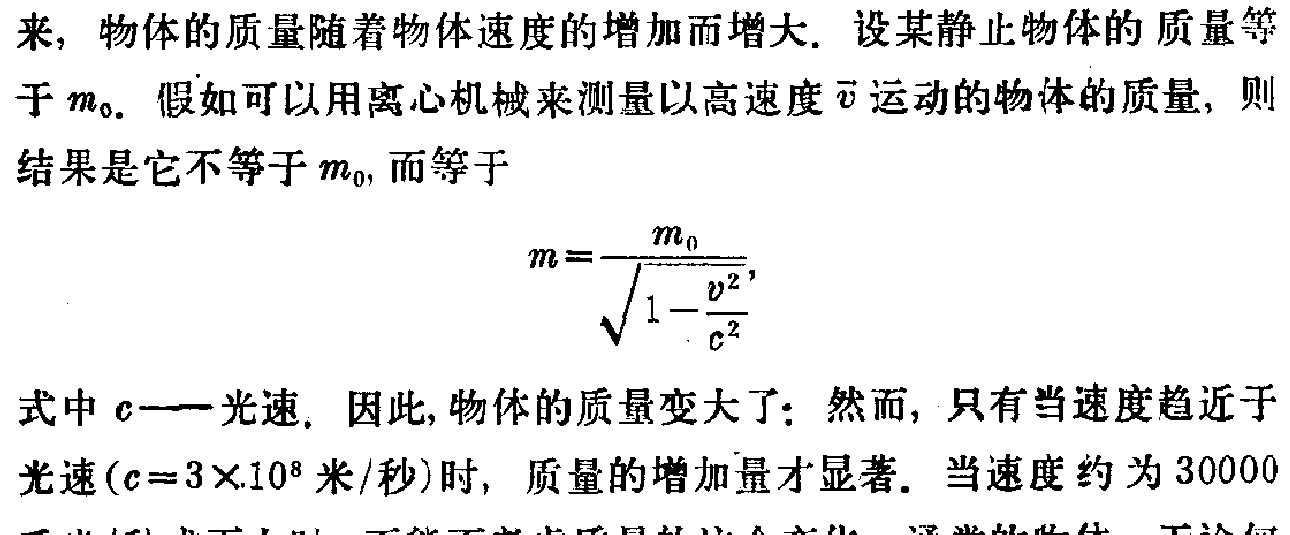 来，物体的质量随着物体速度的增加而增大．设某静止物体的质量等
于 m₀．假如可以用离心机械来测量以高速度 v̄ 运动的物体的质量，则
结果是它不等于 m₀, 而等于
m = m₀ / √(1 − v²/c²),
式中 c——光速．因此, 物体的质量变大了；然而，只有当速度趋近于
光速(c=3×10⁸ 米/秒)时，质量的增加量才显著．当速度约为 30000